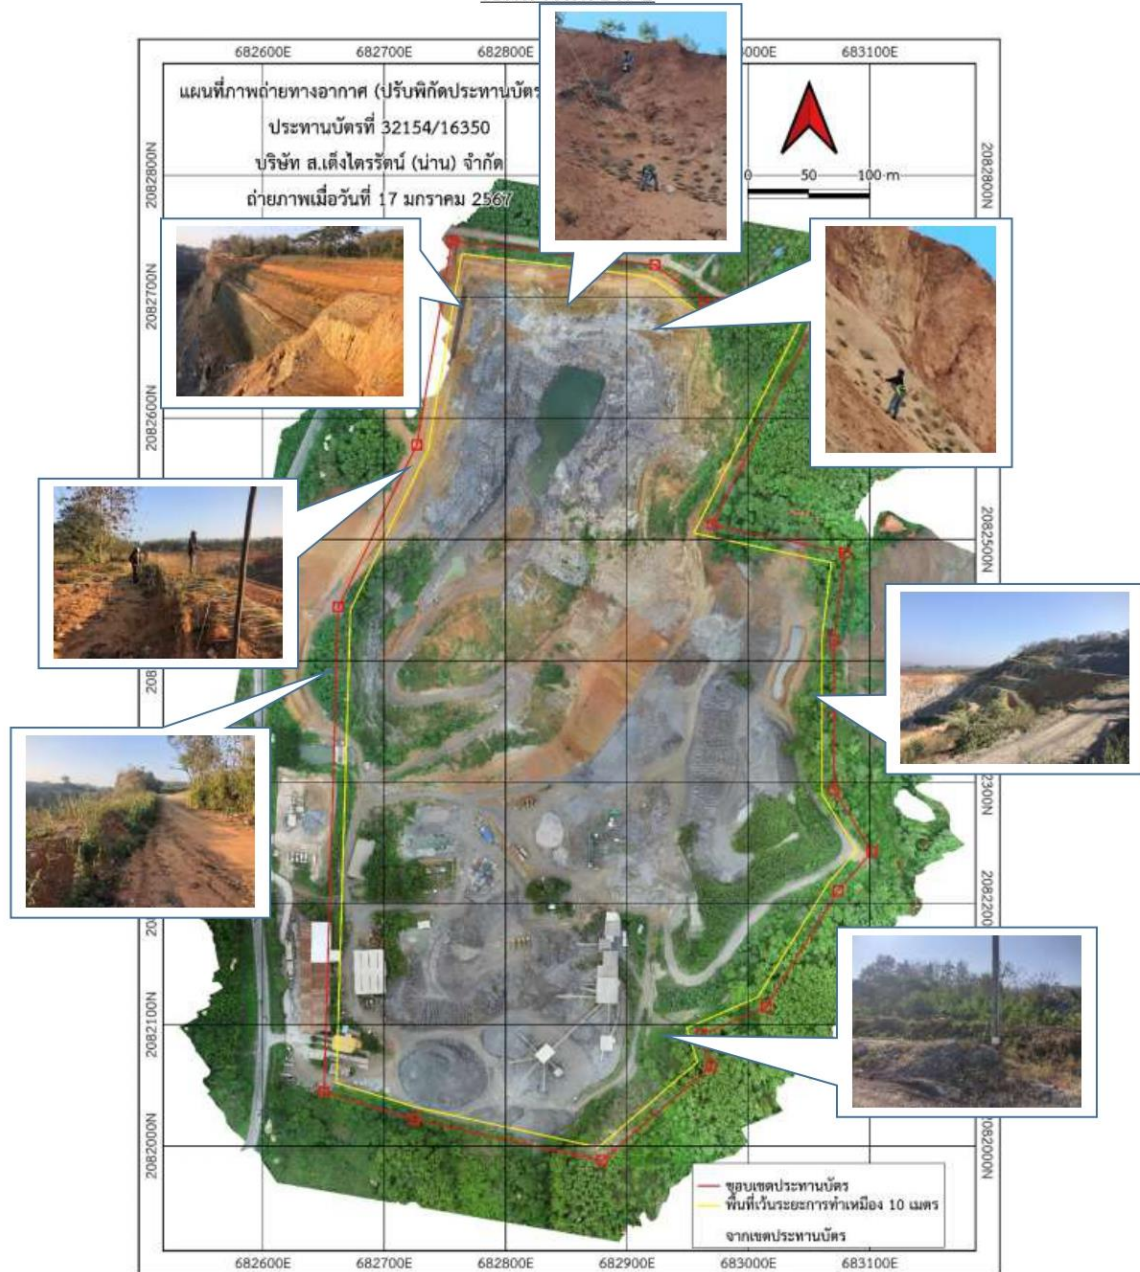 682600E 682700E 682800E 000E 683100E
แผนที่ภาพถ่ายทางอากาศ (ปรับพิกัดประทานบัตร
ประทานบัตรที่ 32154/16350
บริษัท ส.เต็งไตรรัตน์ (น่าน) จำกัด
ถ่ายภาพเมื่อวันที่ 17 มกราคม 2567
0 50 100 m
2082800N 2082800N
2082700N
2082600N
2082500N
208
2300N
20 2082200N
2082100N
2082000N 2082000N
ขอบเขตประทานบัตร
พื้นที่เว้นระยะการทำเหมือง 10 เมตร
จากเขตประทานบัตร
682600E 682700E 682800E 682900E 683000E 683100E